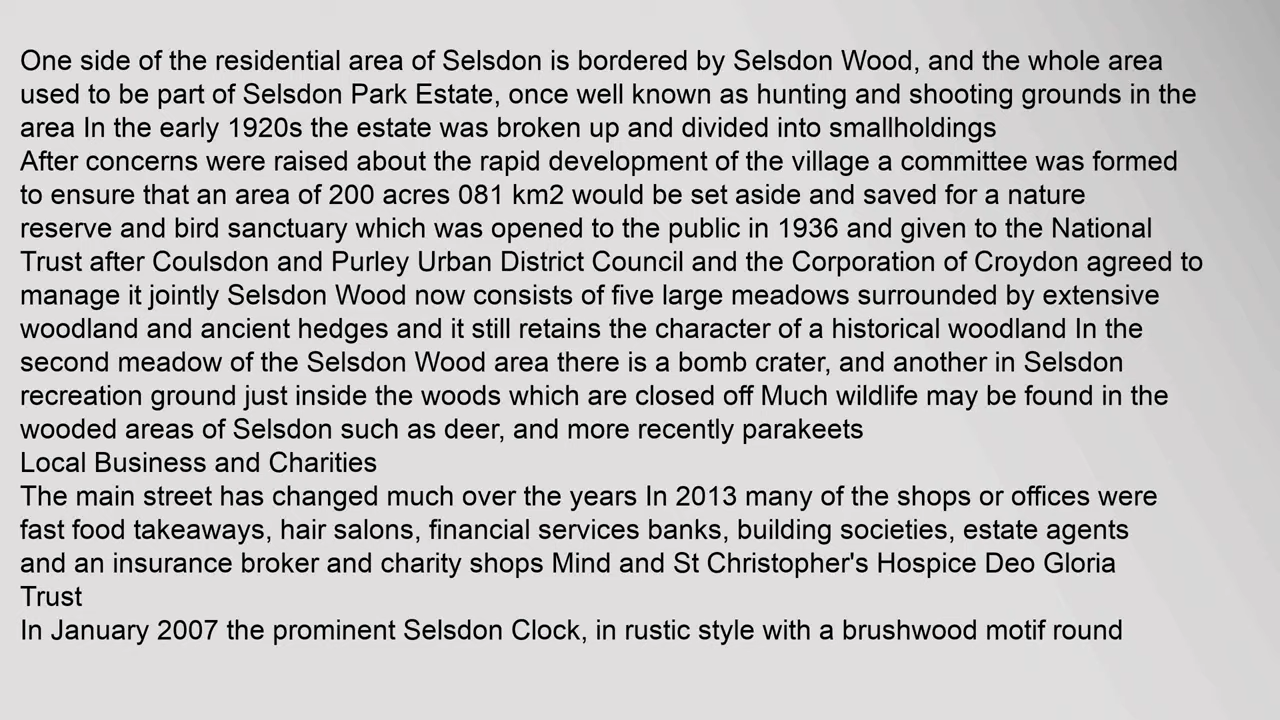 One side of the residential area of Selsdon is bordered by Selsdon Wood, and the whole area
used to be part of Selsdon Park Estate, once well known as hunting and shooting grounds in the
area In the early 1920s the estate was broken up and divided into smallholdings
After concerns were raised about the rapid development of the village a committee was formed
to ensure that an area of 200 acres 081 km2 would be set aside and saved for a nature
reserve and bird sanctuary which was opened to the public in 1936 and given to the National
Trust after Coulsdon and Purley Urban District Council and the Corporation of Croydon agreed to
manage it jointly Selsdon Wood now consists of five large meadows surrounded by extensive
woodland and ancient hedges and it still retains the character of a historical woodland In the
second meadow of the Selsdon Wood area there is a bomb crater, and another in Selsdon
recreation ground just inside the woods which are closed off Much wildlife may be found in the
wooded areas of Selsdon such as deer, and more recently parakeets
Local Business and Charities
The main street has changed much over the years In 2013 many of the shops or offices were
fast food takeaways, hair salons, financial services banks, building societies, estate agents
and an insurance broker and charity shops Mind and St Christopher's Hospice Deo Gloria
Trust
In January 2007 the prominent Selsdon Clock, in rustic style with a brushwood motif round